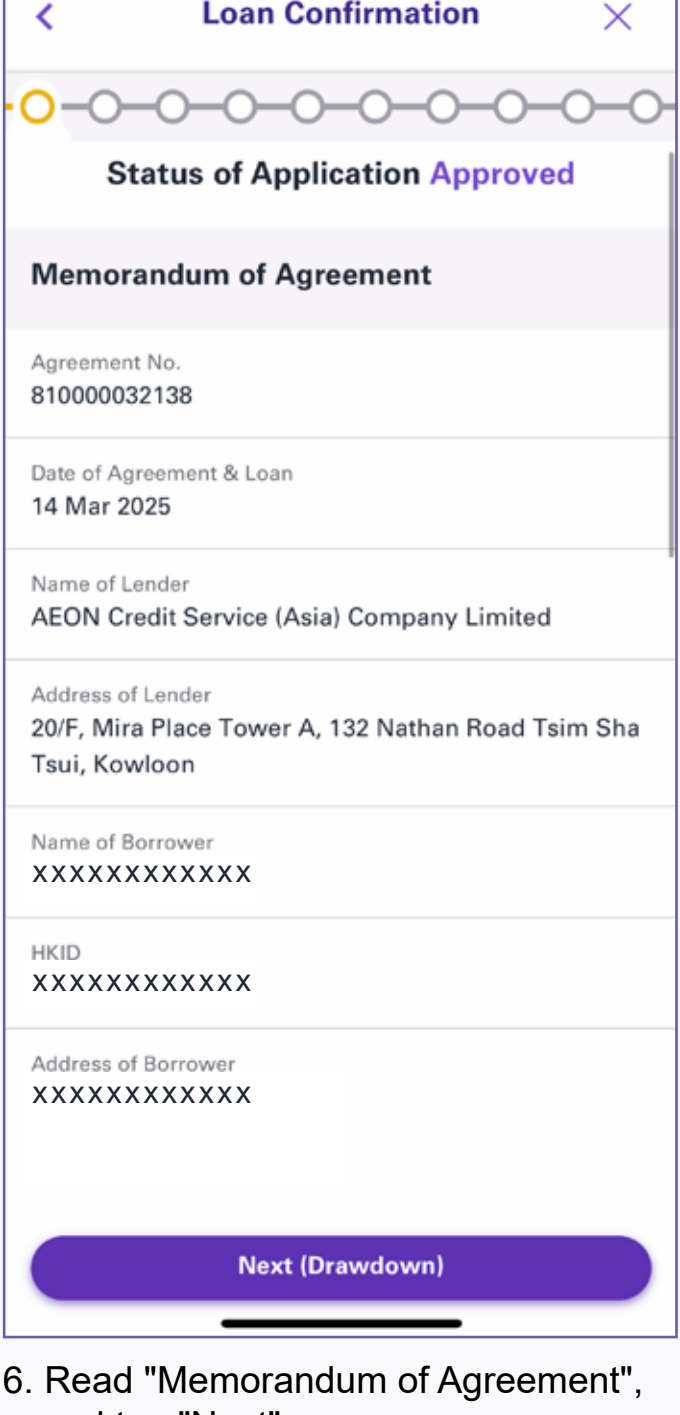 Loan Confirmation
Status of Application Approved
Memorandum of Agreement
Agreement No.
810000032138
Date of Agreement & Loan
14 Mar 2025
Name of Lender
AEON Credit Service (Asia) Company Limited
Address of Lender
20/F, Mira Place Tower A, 132 Nathan Road Tsim Sha
Tsui, Kowloon
Name of Borrower
XXXXXXXXXXXX
HKID
XXXXXXXXXXXX
Address of Borrower
XXXXXXXXXXXX
Next (Drawdown)
6. Read "Memorandum of Agreement",
"Next"